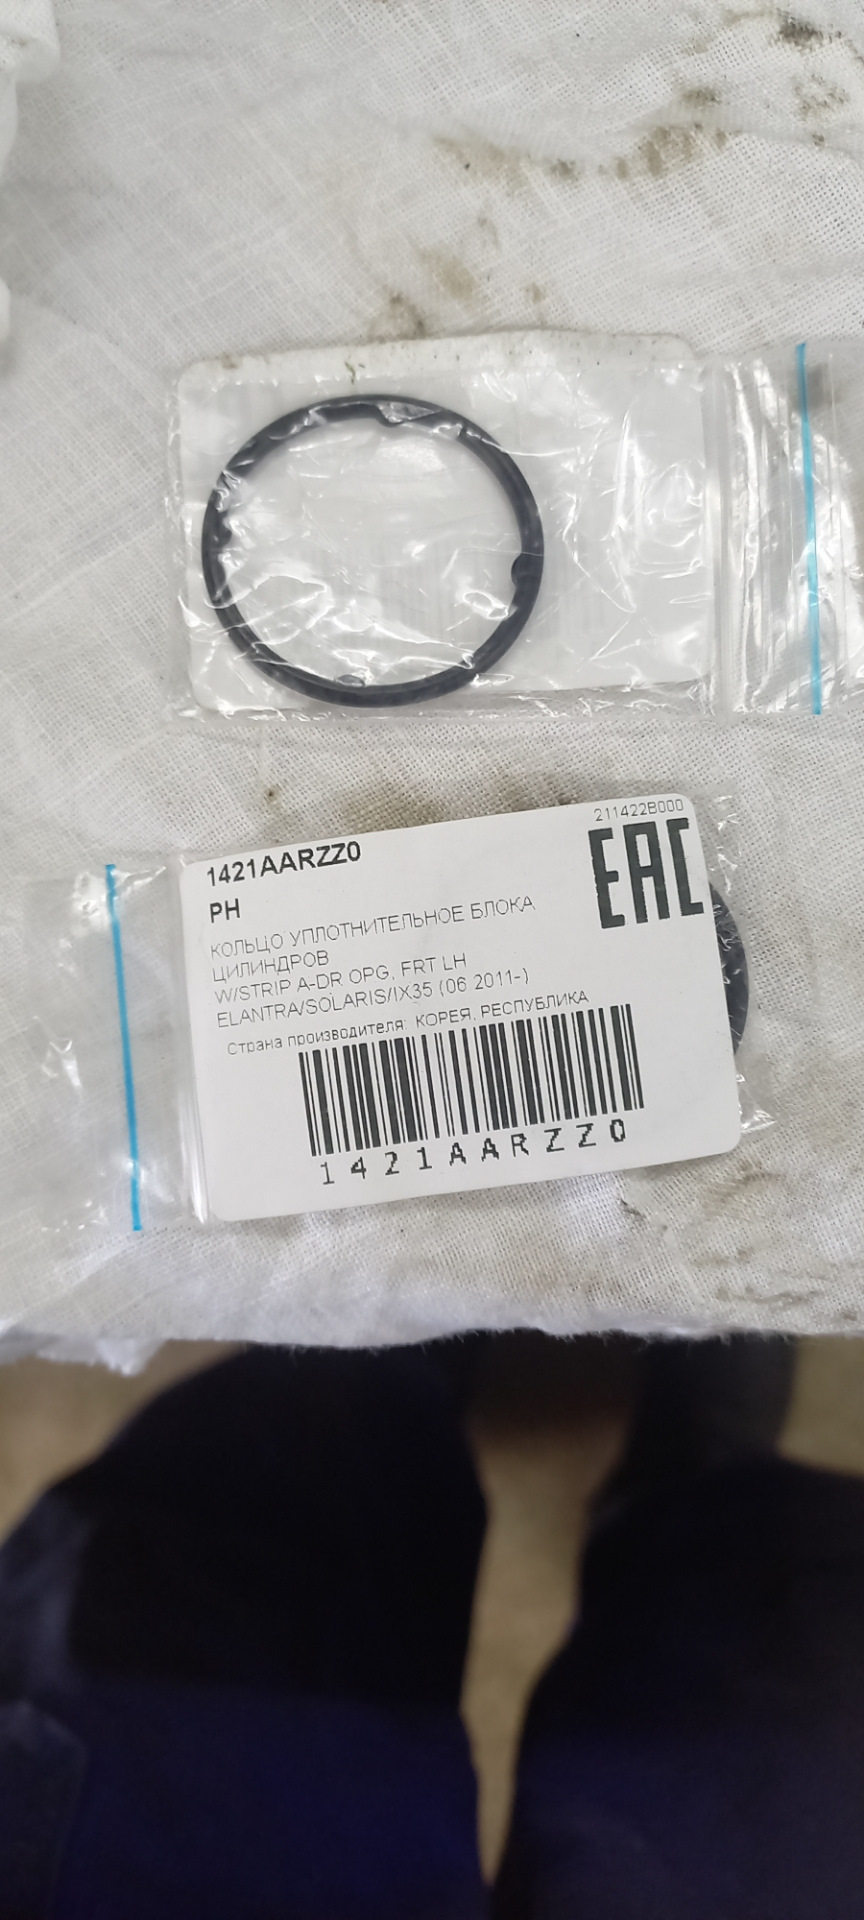 211422B000
1421AARZZ0
EAC
PH
КОЛЬЦО УПЛОТНИТЕЛЬНОЕ БЛОКА
ЦИЛИНДРОВ
W/STRIP A-DR OPG, FRT LH
ELANTRA/SOLARIS/IX35 (06 2011-)
Страна производителя: КОРЕЯ, РЕСПУБЛИКА
1421AARZZ0